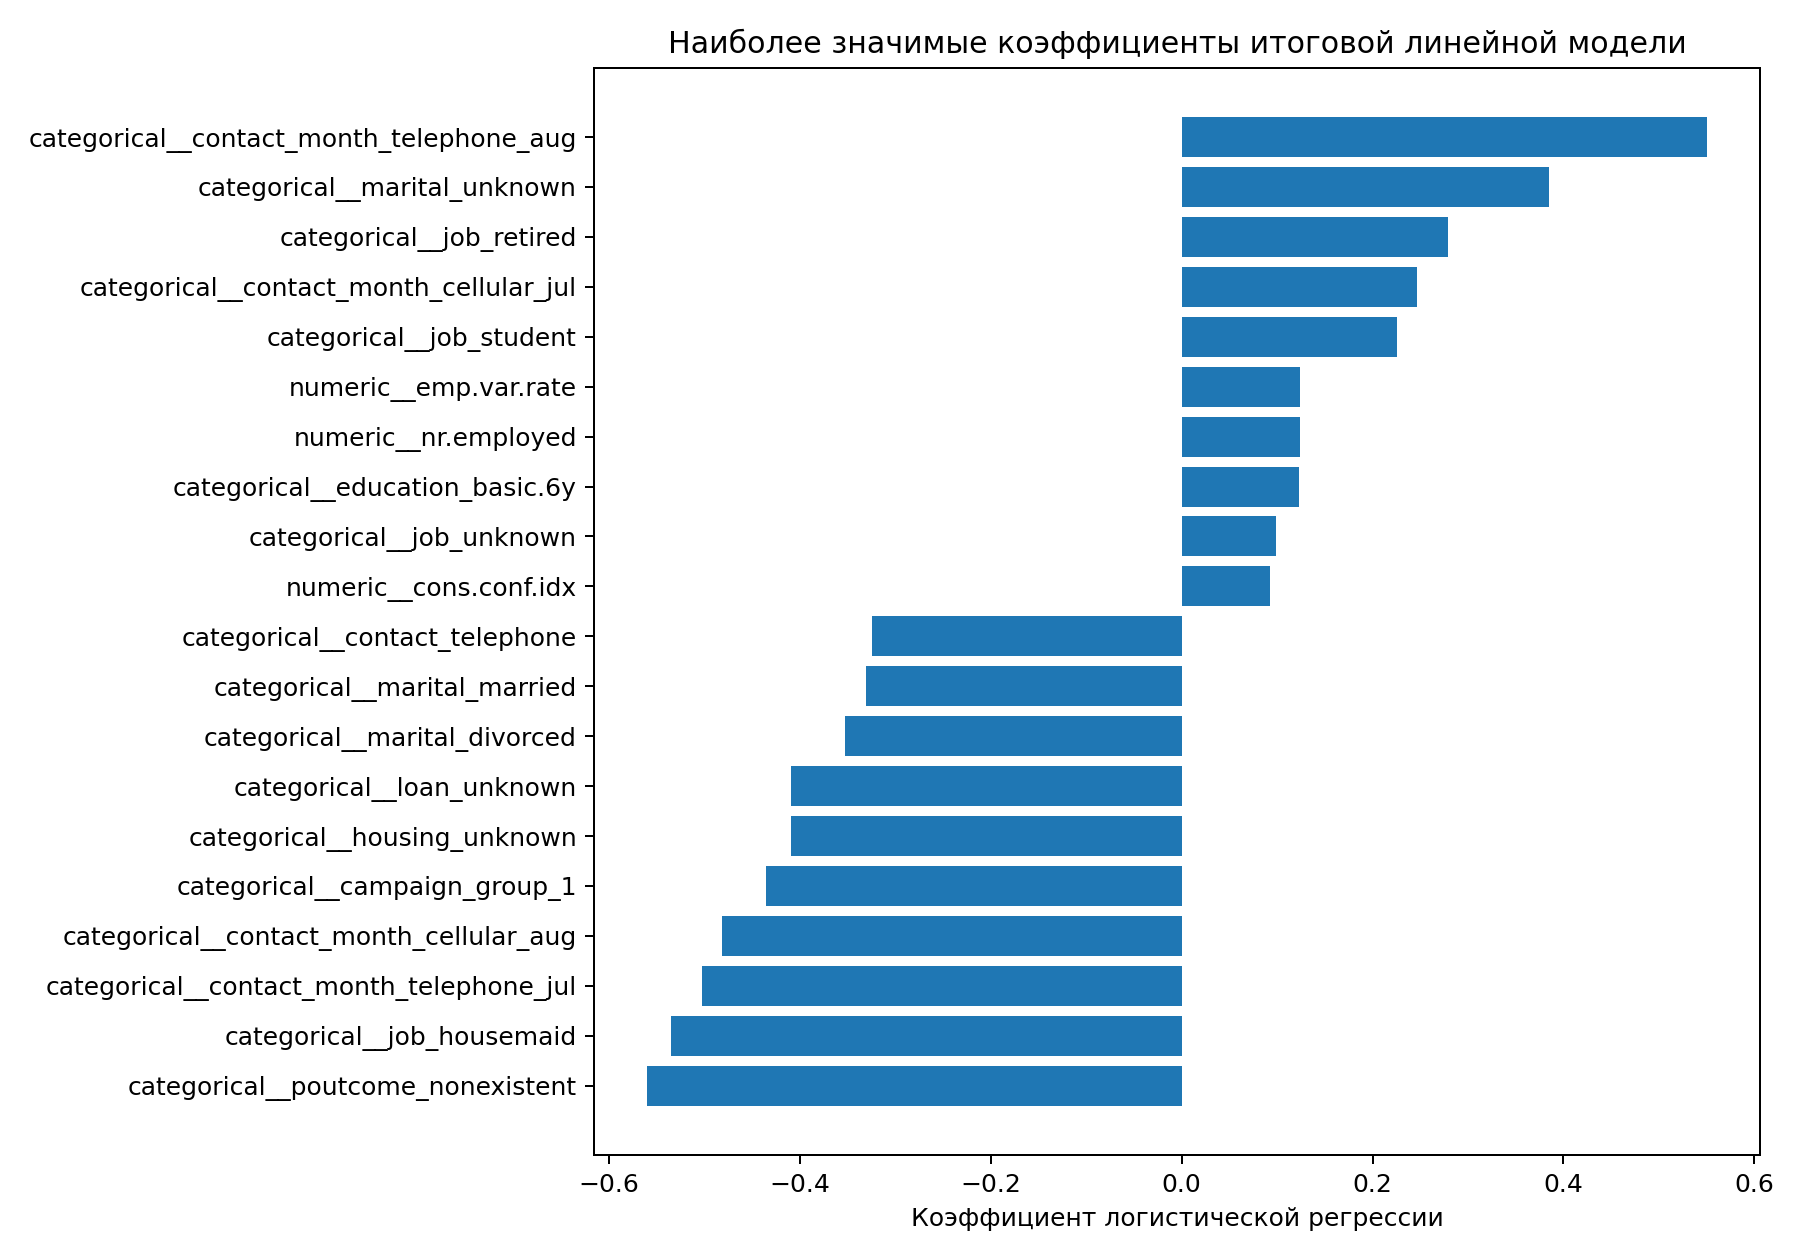 Наиболее значимые коэффициенты итоговой линейной модели
categorical__contact_month_telephone_aug
categorical__marital_unknown
categorical__job_retired
categorical__contact_month_cellular_jul
categorical__job_student
numeric__emp.var.rate
numeric__nr.employed
categorical__education_basic.6y
categorical__job_unknown
numeric__cons.conf.idx
categorical__contact_telephone
categorical__marital_married
categorical__marital_divorced
categorical__loan_unknown
categorical__housing_unknown
categorical__campaign_group_1
categorical__contact_month_cellular_aug
categorical__contact_month_telephone_jul
categorical__job_housemaid
categorical__poutcome_nonexistent
−0.6 −0.4 −0.2 0.0 0.2 0.4 0.6
Коэффициент логистической регрессии